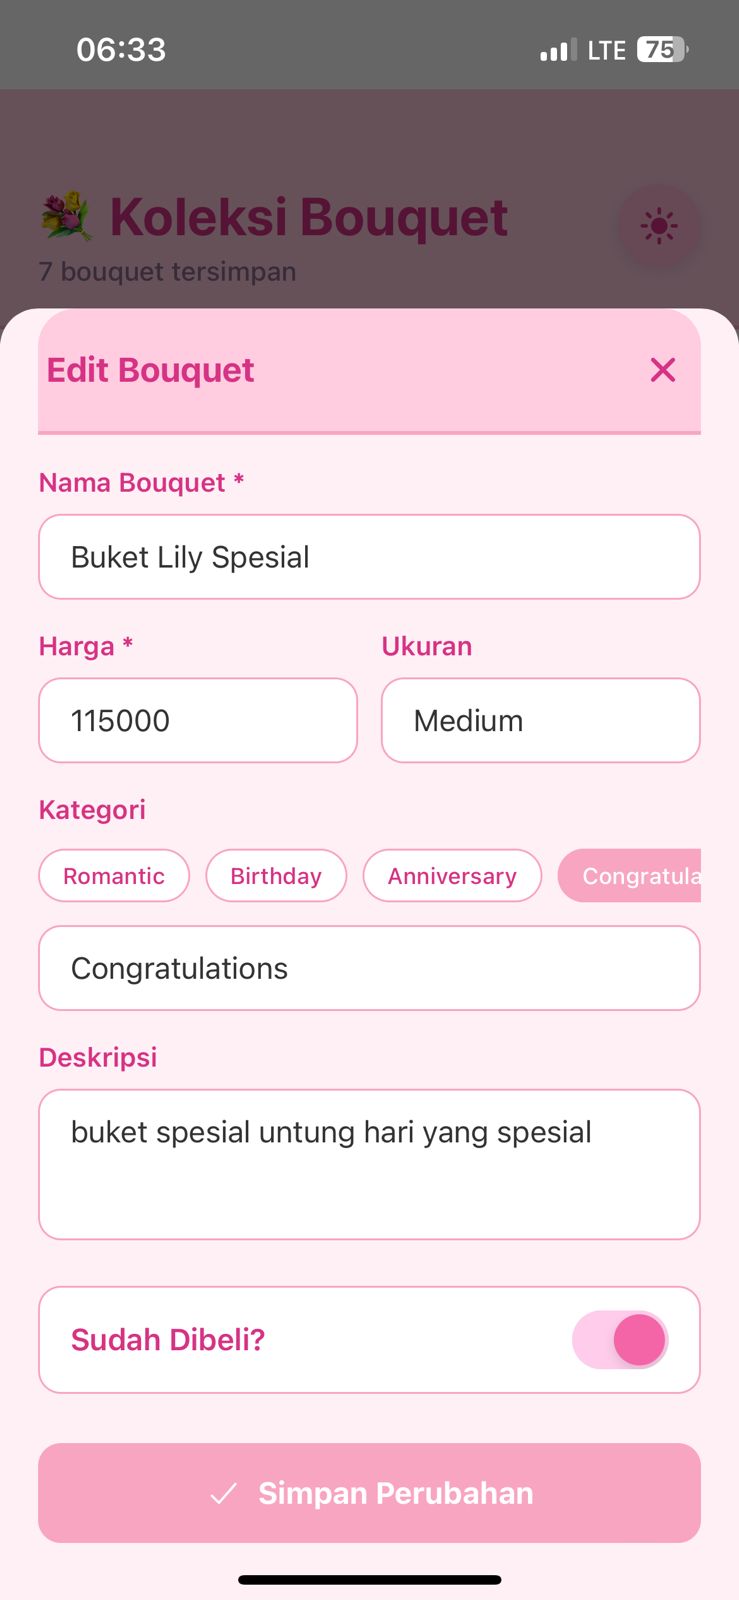 06:33 LTE 75
Koleksi Bouquet
7 bouquet tersimpan
Edit Bouquet
Nama Bouquet *
Buket Lily Spesial
Harga * Ukuran
115000 Medium
Kategori
Romantic Birthday Anniversary Congratula
Congratulations
Deskripsi
buket spesial untung hari yang spesial
Sudah Dibeli?
Simpan Perubahan